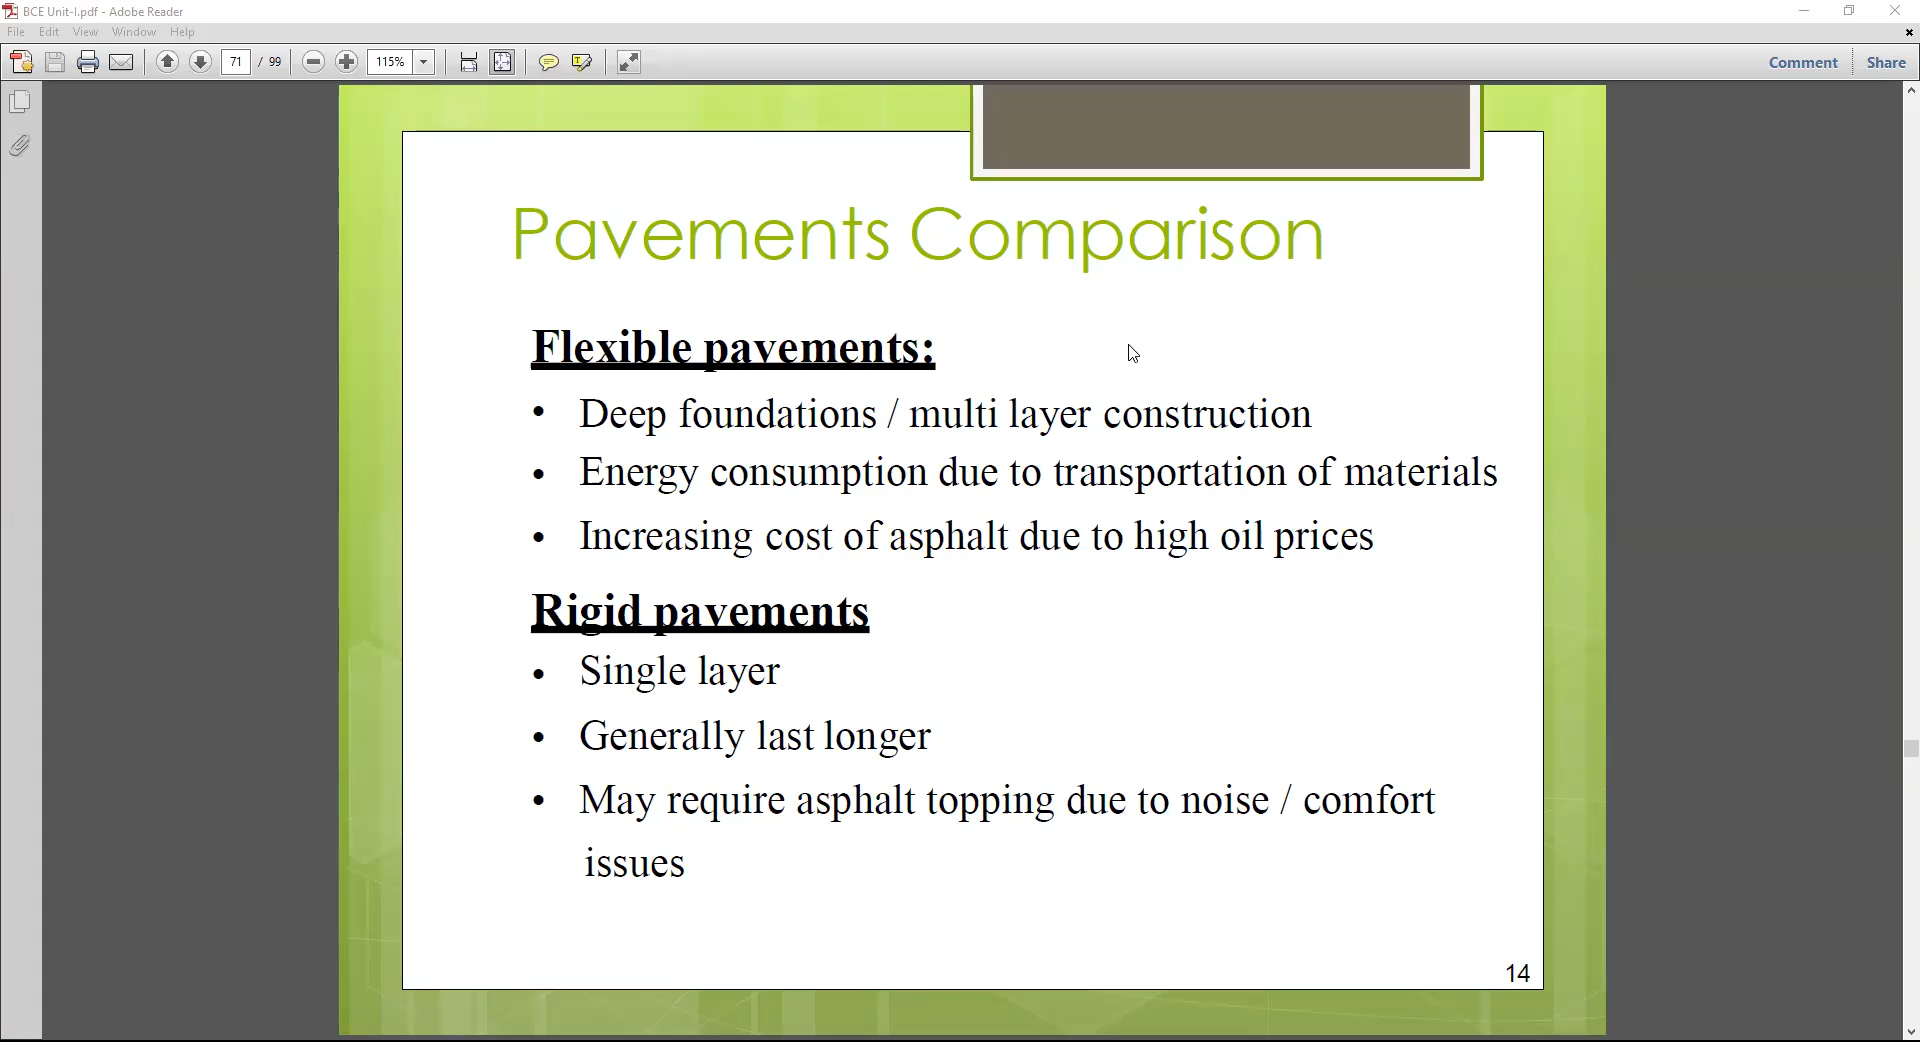 BCE Unit-I.pdf - Adobe Reader
File Edit View Window Help
71 / 99 115% Comment Share
Pavements Comparison
Flexible pavements:
• Deep foundations / multi layer construction
• Energy consumption due to transportation of materials
• Increasing cost of asphalt due to high oil prices
Rigid pavements
• Single layer
• Generally last longer
• May require asphalt topping due to noise / comfort
issues
14